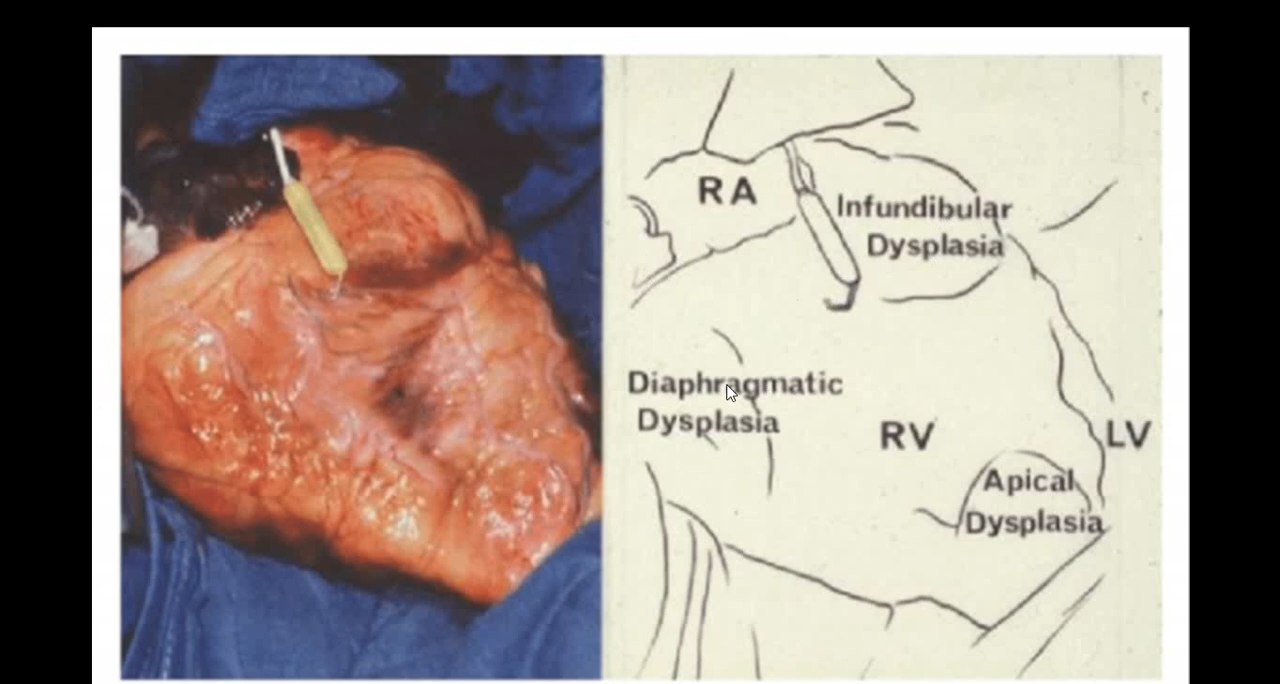 RA
Infundibular
Dysplasia
Diaphragmatic
Dysplasia
RV
LV
Apical
Dysplasia